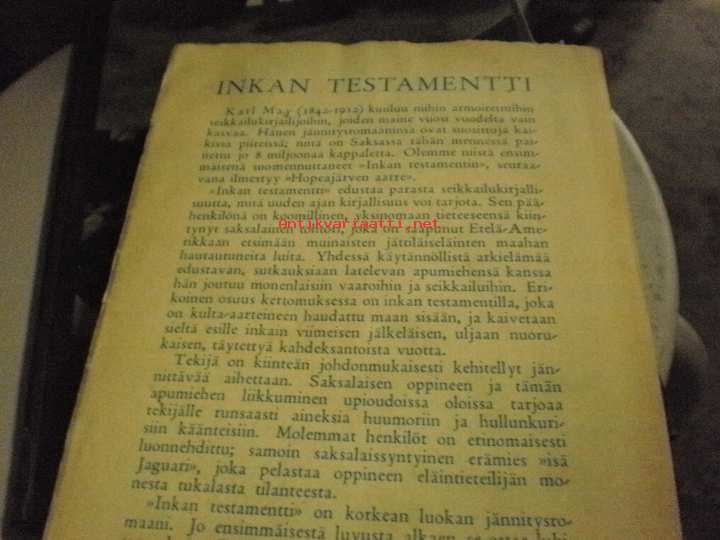 INKAN TESTAMENTTI
Karl May (1842-1912) kuuluu niihin armoitettuihin
seikkailukirjailijoihin, joiden maine vuosi vuodelta vain
kasvaa. Hänen jännitysromaaninsa ovat suosittuja kai-
kissa piireissä; niitä on Saksassa tähän mennessä pai-
nettu jo 8 miljoonaa kappaletta. Olemme niistä ensim-
mäisenä suomennuttaneet »Inkan testamentin», seuraa-
vana ilmestyy »Hopeajärven aarre».
»Inkan testamentti» edustaa parasta seikkailukirjalli-
suutta, mitä uuden ajan kirjallisuus voi tarjota. Sen pää-
henkilönä on koomillinen, yksinomaan tieteeseensä kiin-
tynyt saksalainen tohtori, joka on saapunut Etelä-Ame-
rikkaan etsimään muinaisten jättiläiseläinten maahan
hautautuneita luita. Yhdessä käytännöllistä arkielämää
edustavan, sutkauksiaan latelevan apumiehensä kanssa
hän joutuu monenlaisiin vaaroihin ja seikkailuihin. Eri-
koinen osuus kertomuksessa on inkan testamentilla, joka
on kulta-aarteineen haudattu maan sisään, ja kaivetaan
sieltä esille inkain viimeisen jälkeläisen, uljaan nuoru-
kaisen, täytettyä kahdeksantoista vuotta.
Tekijä on kiinteän johdonmukaisesti kehitellyt jän-
nittävää aihettaan. Saksalaisen oppineen ja tämän
apumiehen liikkuminen upioudoissa oloissa tarjoaa
tekijälle runsaasti aineksia huumoriin ja hullunkuri-
siin käänteisiin. Molemmat henkilöt on erinomaisesti
luonnehdittu; samoin saksalaissyntyinen erämies »isä
Jaguari», joka pelastaa oppineen eläintieteilijän mo-
nesta tukalasta tilanteesta.
»Inkan testamentti» on korkean luokan jännitysro-
maani. Jo ensimmäisestä luvusta alkaen
Antikvariaatti.net